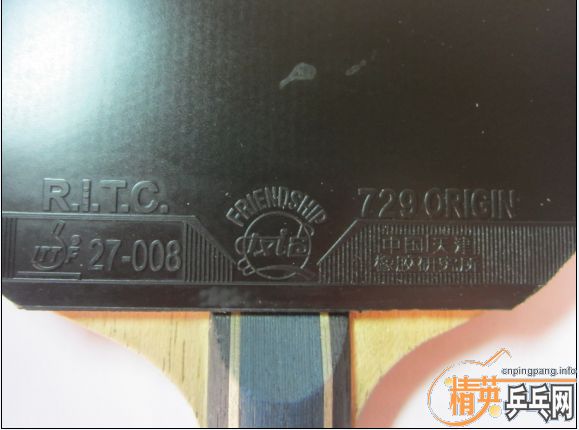 R.I.T.C.
FRIENDSHIP
729 ORIGIN
ITTF 27-008
中国天津
橡胶研究所
cnpingpang.info
精英乒乓网